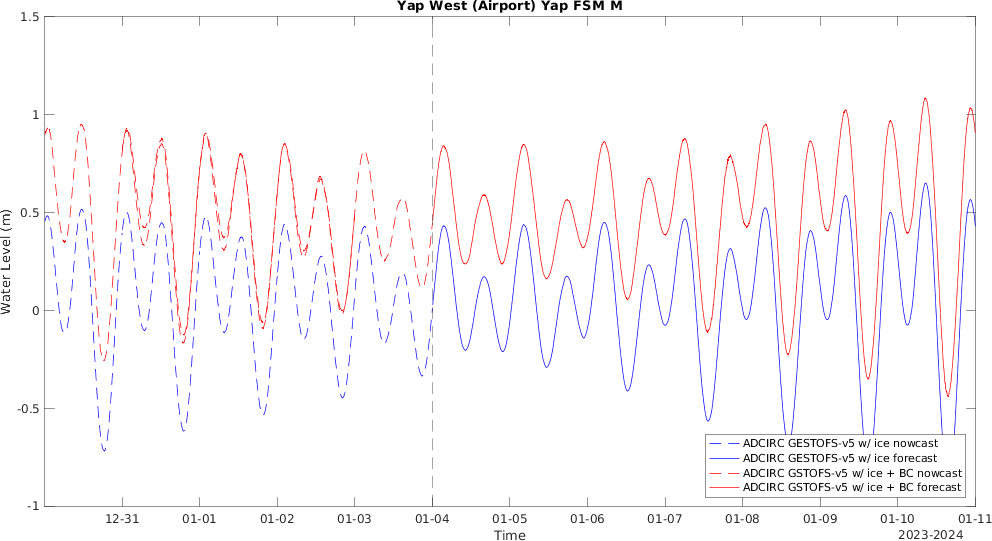 Yap West (Airport) Yap FSM M
1.5
1
0.5
0
-0.5
-1
Water Level (m)
12-31
01-01
01-02
01-03
01-04
01-05
01-06
01-07
01-08
01-09
01-10
01-11
Time
2023-2024
ADCIRC GESTOFS-v5 w/ ice nowcast
ADCIRC GESTOFS-v5 w/ ice forecast
ADCIRC GSTOFS-v5 w/ ice + BC nowcast
ADCIRC GSTOFS-v5 w/ ice + BC forecast